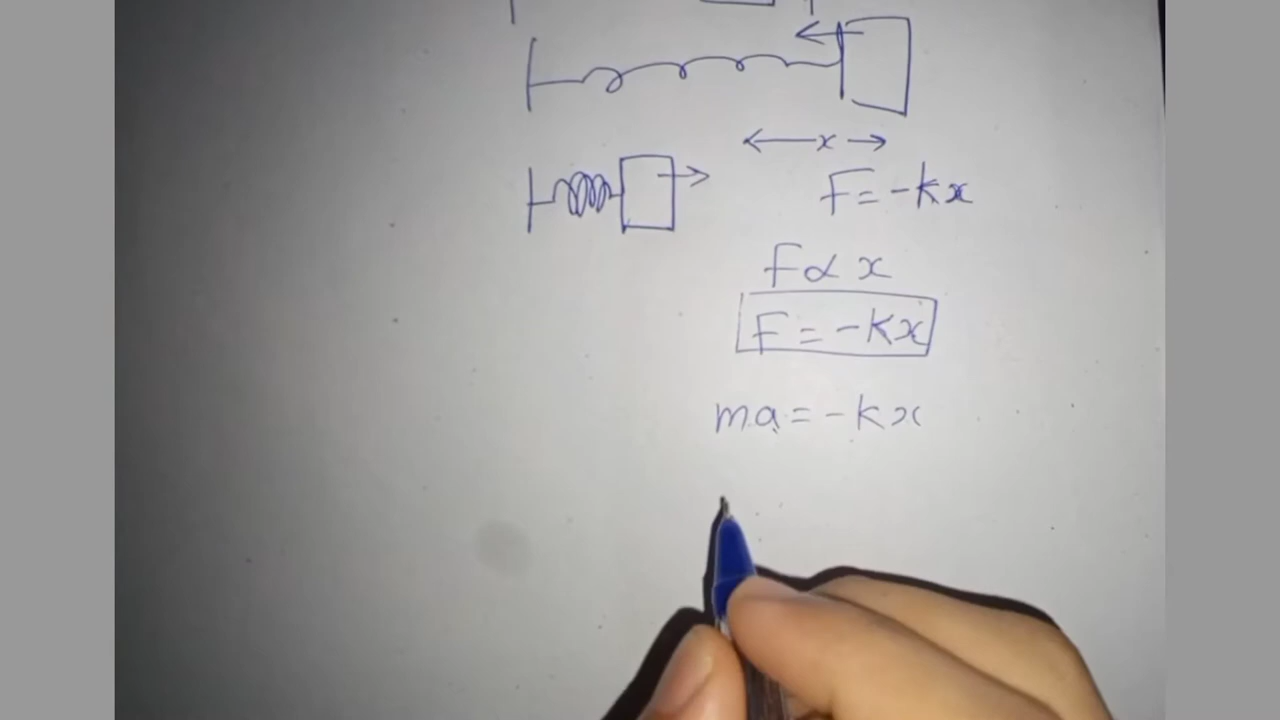 x
F = -kx
F ∝ x
F = -kx
ma = -kx